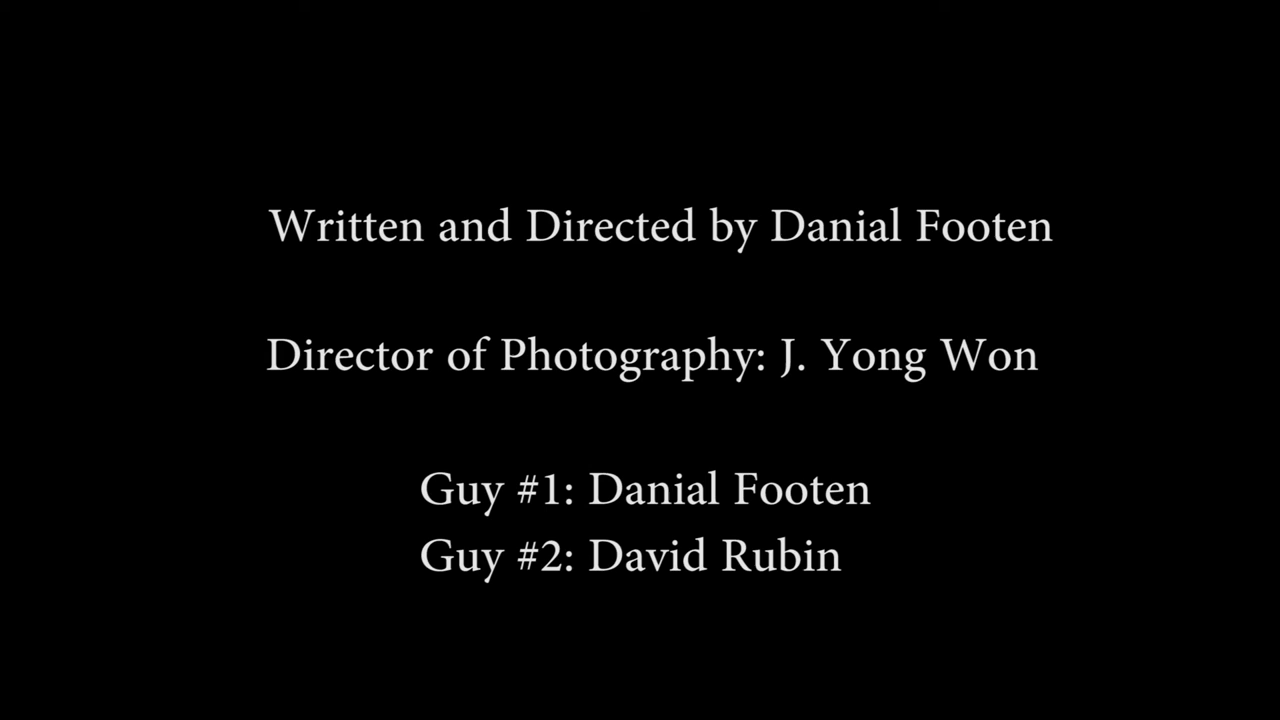 Written and Directed by Danial Footen
Director of Photography: J. Yong Won
Guy #1: Danial Footen
Guy #2: David Rubin